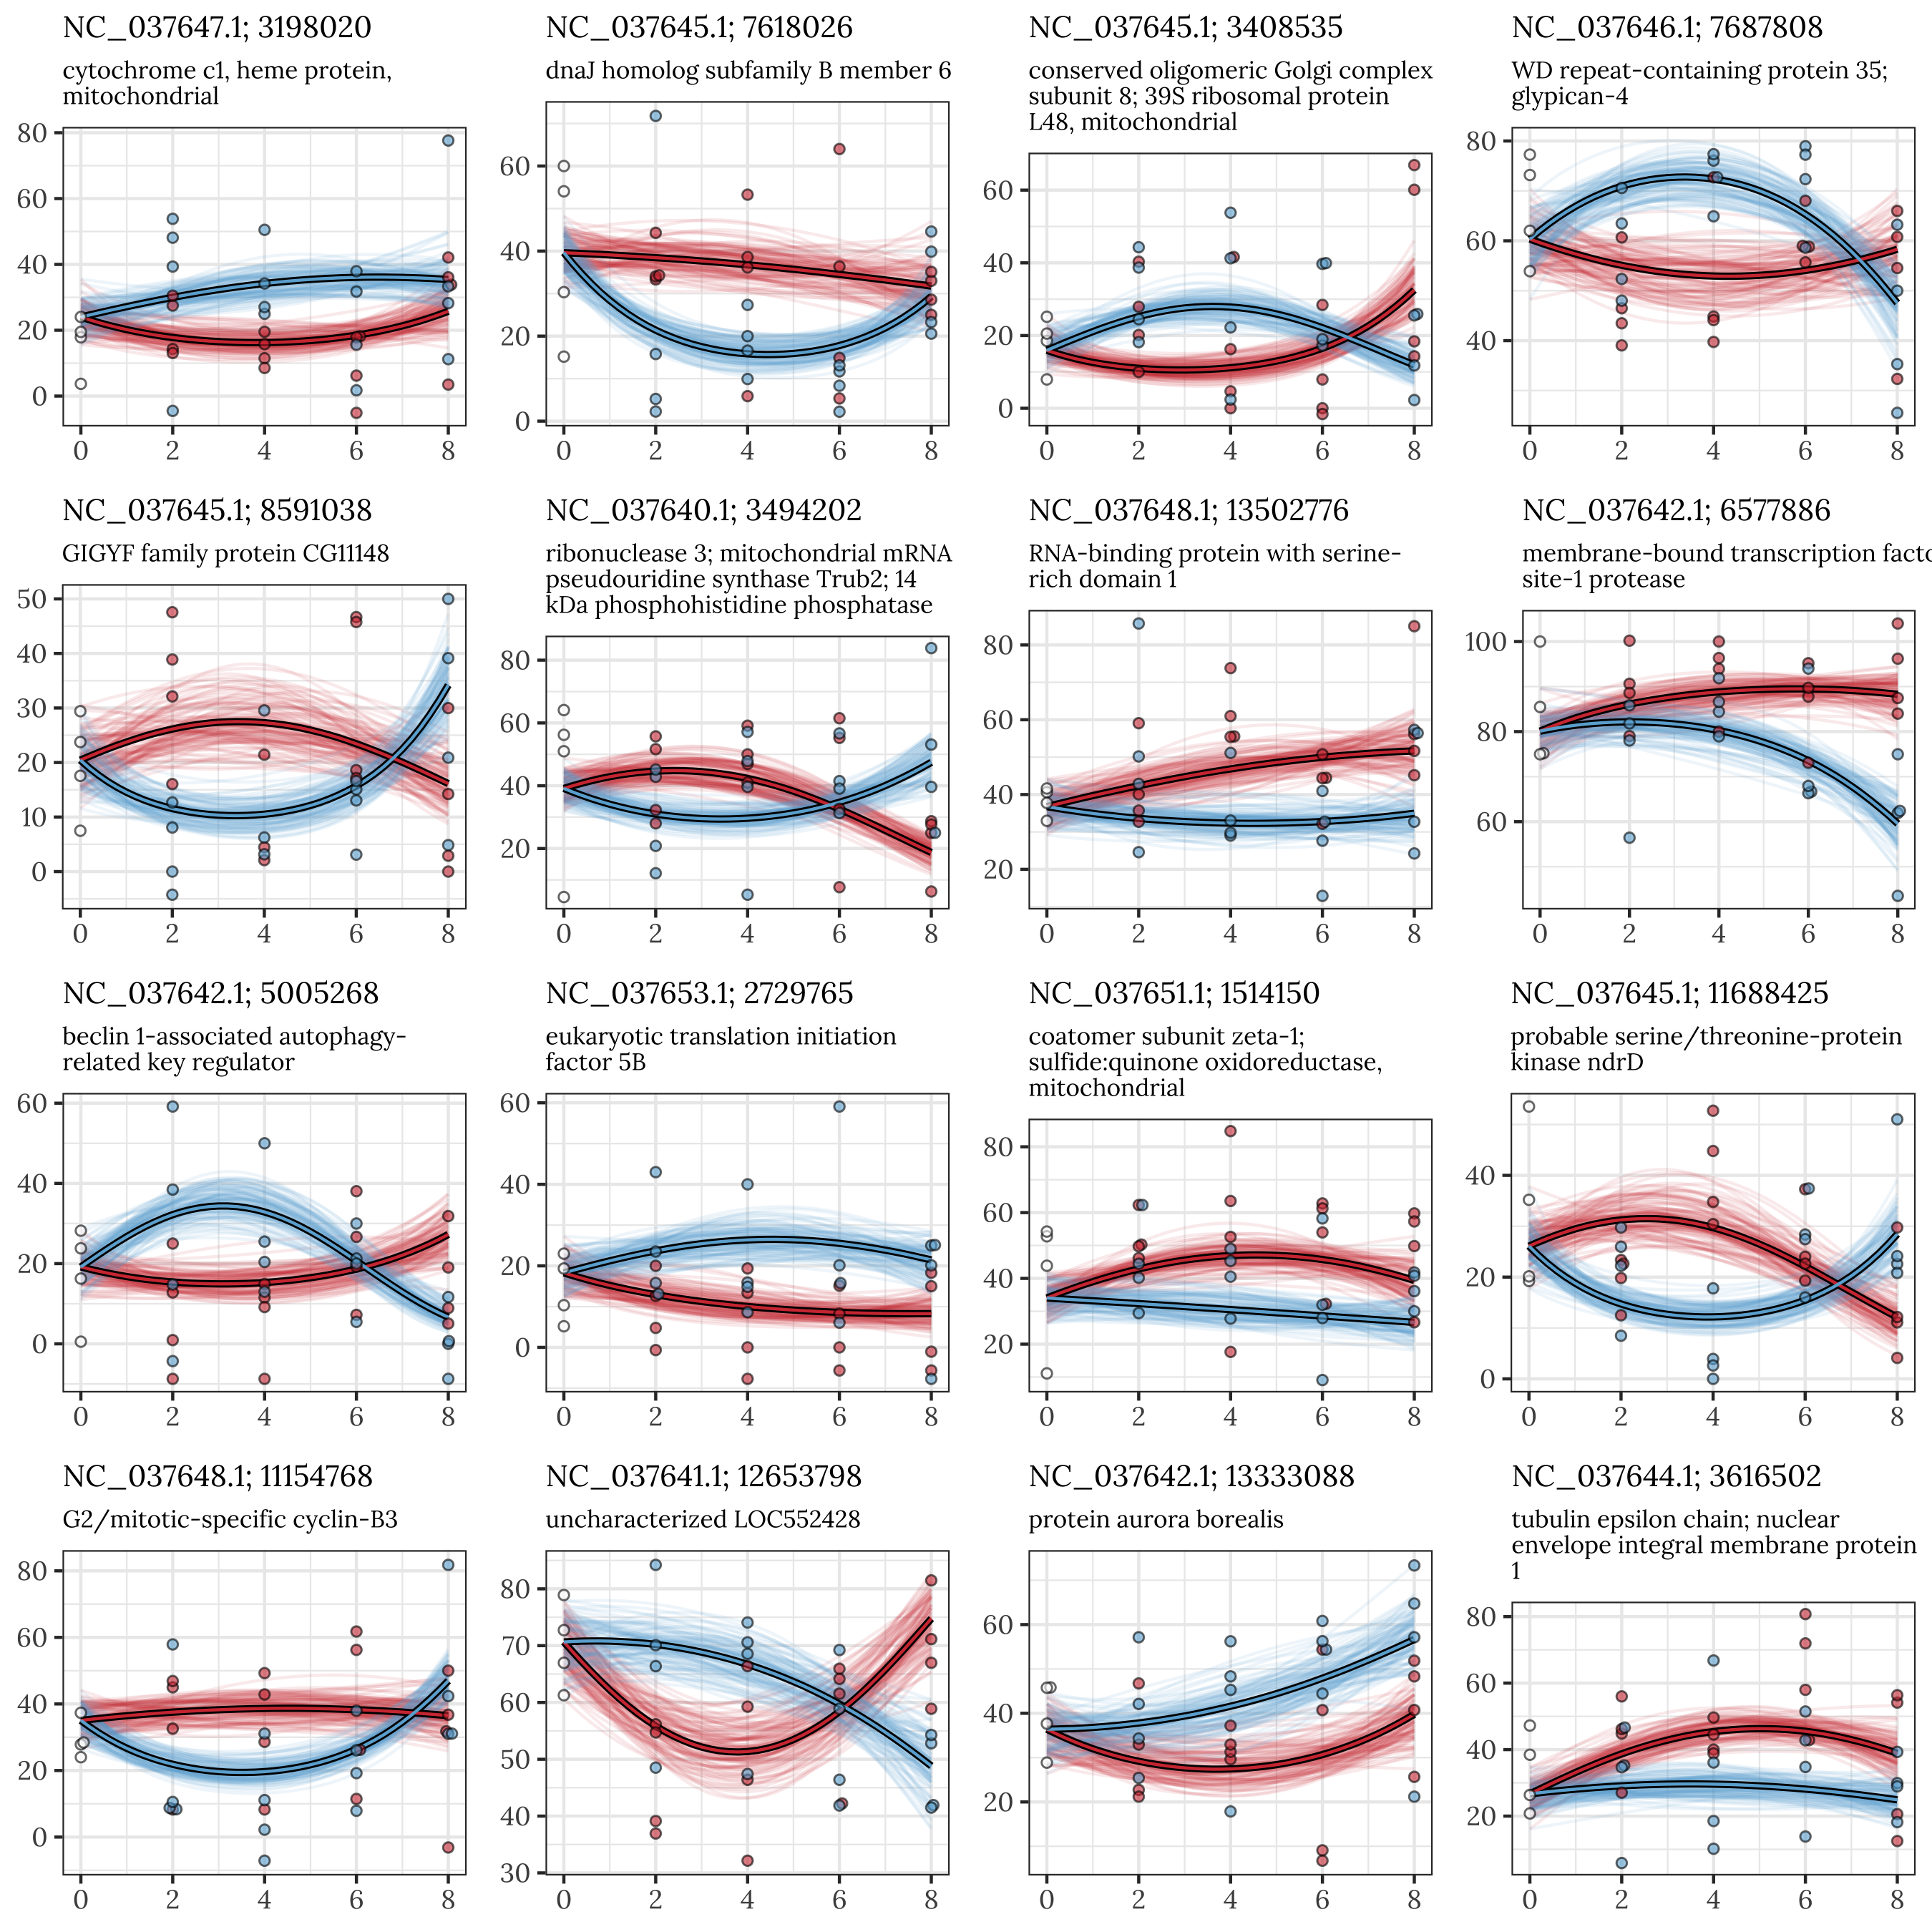 NC_037647.1; 3198020
cytochrome c1, heme protein,
mitochondrial
80
60
40
20
0
0 2 4 6 8
NC_037645.1; 7618026
dnaJ homolog subfamily B member 6
60
40
20
0
0 2 4 6 8
NC_037645.1; 3408535
conserved oligomeric Golgi complex
subunit 8; 39S ribosomal protein
L48, mitochondrial
60
40
20
0
0 2 4 6 8
NC_037646.1; 7687808
WD repeat-containing protein 35;
glypican-4
80
60
40
0 2 4 6 8
NC_037645.1; 8591038
GIGYF family protein CG11148
50
40
30
20
10
0
0 2 4 6 8
NC_037640.1; 3494202
ribonuclease 3; mitochondrial mRNA
pseudouridine synthase Trub2; 14
kDa phosphohistidine phosphatase
80
60
40
20
0 2 4 6 8
NC_037648.1; 13502776
RNA-binding protein with serine-
rich domain 1
80
60
40
20
0 2 4 6 8
NC_037642.1; 6577886
membrane-bound transcription facto
site-1 protease
100
80
60
0 2 4 6 8
NC_037642.1; 5005268
beclin 1-associated autophagy-
related key regulator
60
40
20
0
0 2 4 6 8
NC_037653.1; 2729765
eukaryotic translation initiation
factor 5B
60
40
20
0
0 2 4 6 8
NC_037651.1; 1514150
coatomer subunit zeta-1;
sulfide:quinone oxidoreductase,
mitochondrial
80
60
40
20
0 2 4 6 8
NC_037645.1; 11688425
probable serine/threonine-protein
kinase ndrD
40
20
0
0 2 4 6 8
NC_037648.1; 11154768
G2/mitotic-specific cyclin-B3
80
60
40
20
0
0 2 4 6 8
NC_037641.1; 12653798
uncharacterized LOC552428
80
70
60
50
40
30
0 2 4 6 8
NC_037642.1; 13333088
protein aurora borealis
60
40
20
0 2 4 6 8
NC_037644.1; 3616502
tubulin epsilon chain; nuclear
envelope integral membrane protein
1
80
60
40
20
0 2 4 6 8